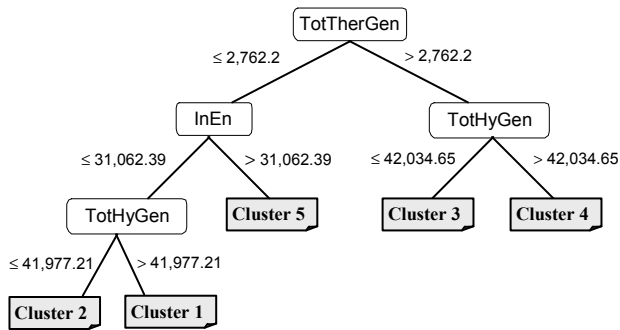 TotTherGen
≤ 2,762.2
> 2,762.2
InEn
TotHyGen
≤ 31,062.39
> 31,062.39
≤ 42,034.65
> 42,034.65
TotHyGen
Cluster 5
Cluster 3
Cluster 4
≤ 41,977.21
> 41,977.21
Cluster 2
Cluster 1